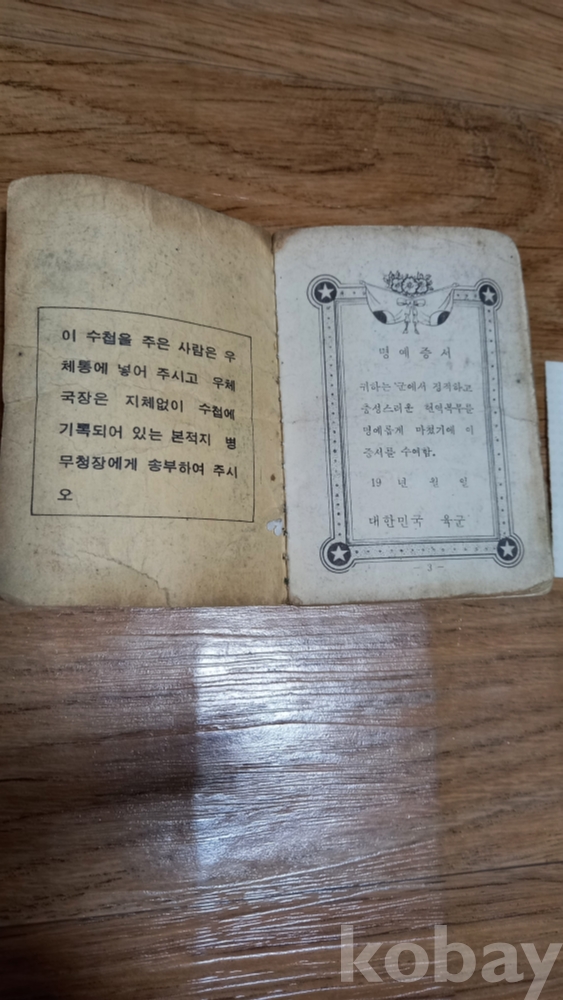 이 수첩을 주은 사람은 우
체통에 넣어 주시고 우체
국장은 지체없이 수첩에
기록되어 있는 본적지 병
무청장에게 송부하여 주시
오
명예증서
귀하는 군에서 정직하고
충성스러운 현역복무를
명예롭게 마쳤기에 이
증서를 수여함.
19 년 월 일
대한민국 육군
- 3 -
kobay